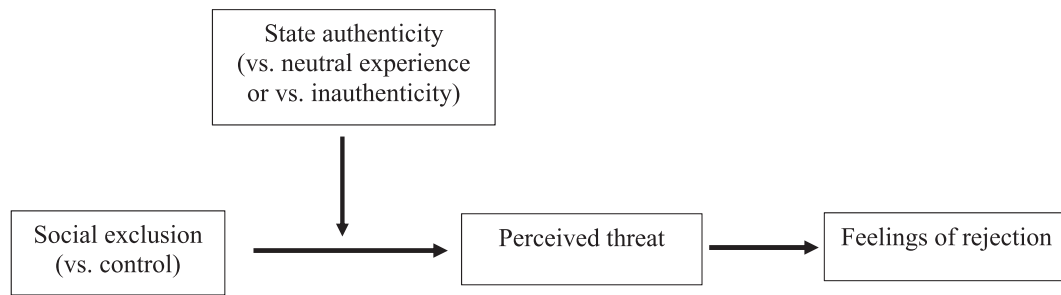 State authenticity
(vs. neutral experience
or vs. inauthenticity)
Social exclusion
(vs. control)
Perceived threat
Feelings of rejection